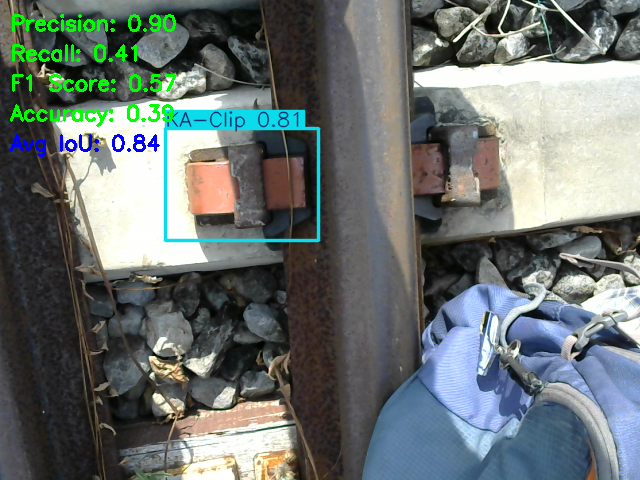 Precision: 0.90
Recall: 0.41
F1 Score: 0.57
Accuracy: 0.39
KA-Clip 0.81
Avg IoU: 0.84